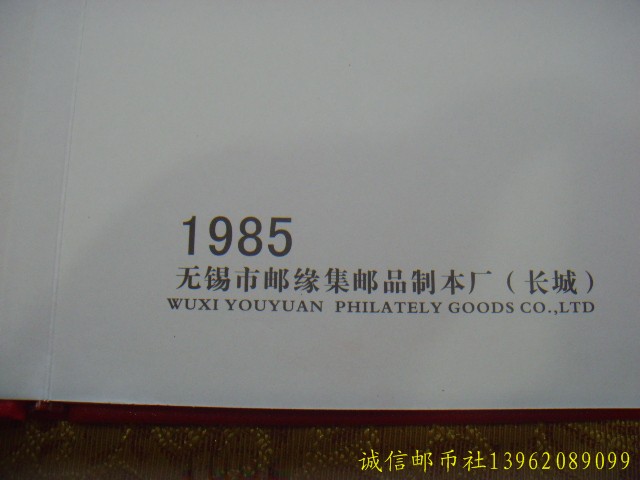 1985
无锡市邮缘集邮品制本厂（长城）
WUXI YOUYUAN PHILATELY GOODS CO.,LTD
诚信邮币社13962089099